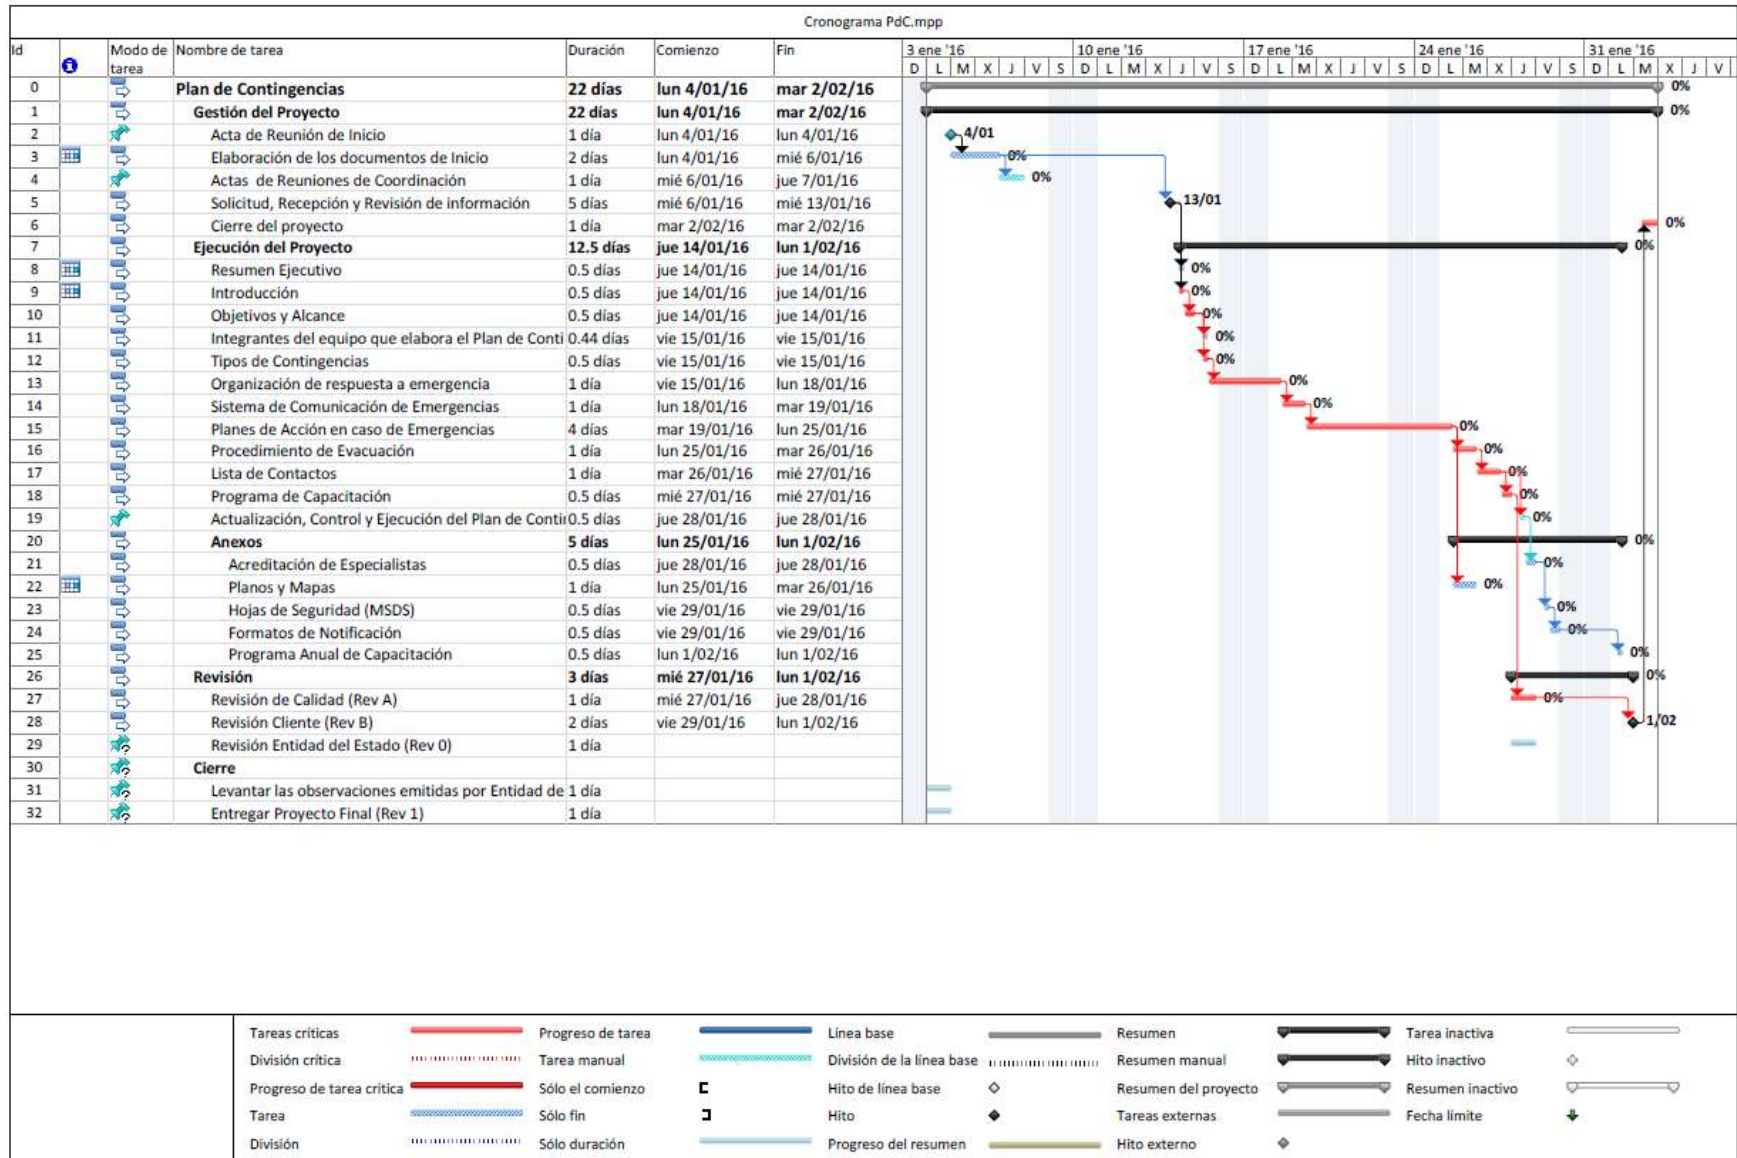 Cronograma PdC.mpp
Id Modo de tarea Nombre de tarea Duración Comienzo Fin 3 ene '16 10 ene '16 17 ene '16 24 ene '16 31 ene '16
D L M X J V S D L M X J V S D L M X J V S D L M X J V S D L M X J V
0 Plan de Contingencias 22 días lun 4/01/16 mar 2/02/16 0%
1 Gestión del Proyecto 22 días lun 4/01/16 mar 2/02/16 0%
2 Acta de Reunión de Inicio 1 día lun 4/01/16 lun 4/01/16 4/01
3 Elaboración de los documentos de Inicio 2 días lun 4/01/16 mié 6/01/16 0%
4 Actas de Reuniones de Coordinación 1 día mié 6/01/16 jue 7/01/16 0%
5 Solicitud, Recepción y Revisión de información 5 días mié 6/01/16 mié 13/01/16 13/01
6 Cierre del proyecto 1 día mar 2/02/16 mar 2/02/16 0%
7 Ejecución del Proyecto 12.5 días jue 14/01/16 lun 1/02/16 0%
8 Resumen Ejecutivo 0.5 días jue 14/01/16 jue 14/01/16 0%
9 Introducción 0.5 días jue 14/01/16 jue 14/01/16 0%
10 Objetivos y Alcance 0.5 días jue 14/01/16 jue 14/01/16 0%
11 Integrantes del equipo que elabora el Plan de Conti 0.44 días vie 15/01/16 vie 15/01/16 0%
12 Tipos de Contingencias 0.5 días vie 15/01/16 vie 15/01/16 0%
13 Organización de respuesta a emergencia 1 día vie 15/01/16 lun 18/01/16 0%
14 Sistema de Comunicación de Emergencias 1 día lun 18/01/16 mar 19/01/16 0%
15 Planes de Acción en caso de Emergencias 4 días mar 19/01/16 lun 25/01/16 0%
16 Procedimiento de Evacuación 1 día lun 25/01/16 mar 26/01/16 0%
17 Lista de Contactos 1 día mar 26/01/16 mié 27/01/16 0%
18 Programa de Capacitación 0.5 días mié 27/01/16 mié 27/01/16 0%
19 Actualización, Control y Ejecución del Plan de Conti 0.5 días jue 28/01/16 jue 28/01/16 0%
20 Anexos 5 días lun 25/01/16 lun 1/02/16 0%
21 Acreditación de Especialistas 0.5 días jue 28/01/16 jue 28/01/16 0%
22 Planos y Mapas 1 día lun 25/01/16 mar 26/01/16 0%
23 Hojas de Seguridad (MSDS) 0.5 días vie 29/01/16 vie 29/01/16 0%
24 Formatos de Notificación 0.5 días vie 29/01/16 vie 29/01/16 0%
25 Programa Anual de Capacitación 0.5 días lun 1/02/16 lun 1/02/16 0%
26 Revisión 3 días mié 27/01/16 lun 1/02/16 0%
27 Revisión de Calidad (Rev A) 1 día mié 27/01/16 jue 28/01/16 0%
28 Revisión Cliente (Rev B) 2 días vie 29/01/16 lun 1/02/16 1/02
29 Revisión Entidad del Estado (Rev 0) 1 día
30 Cierre
31 Levantar las observaciones emitidas por Entidad de 1 día
32 Entregar Proyecto Final (Rev 1) 1 día
Tareas críticas Progreso de tarea Línea base Resumen Tarea inactiva
División crítica Tarea manual División de la línea base Resumen manual Hito inactivo
Progreso de tarea crítica Sólo el comienzo Hito de línea base Resumen del proyecto Resumen inactivo
Tarea Sólo fin Hito Tareas externas Fecha límite
División Sólo duración Progreso del resumen Hito externo